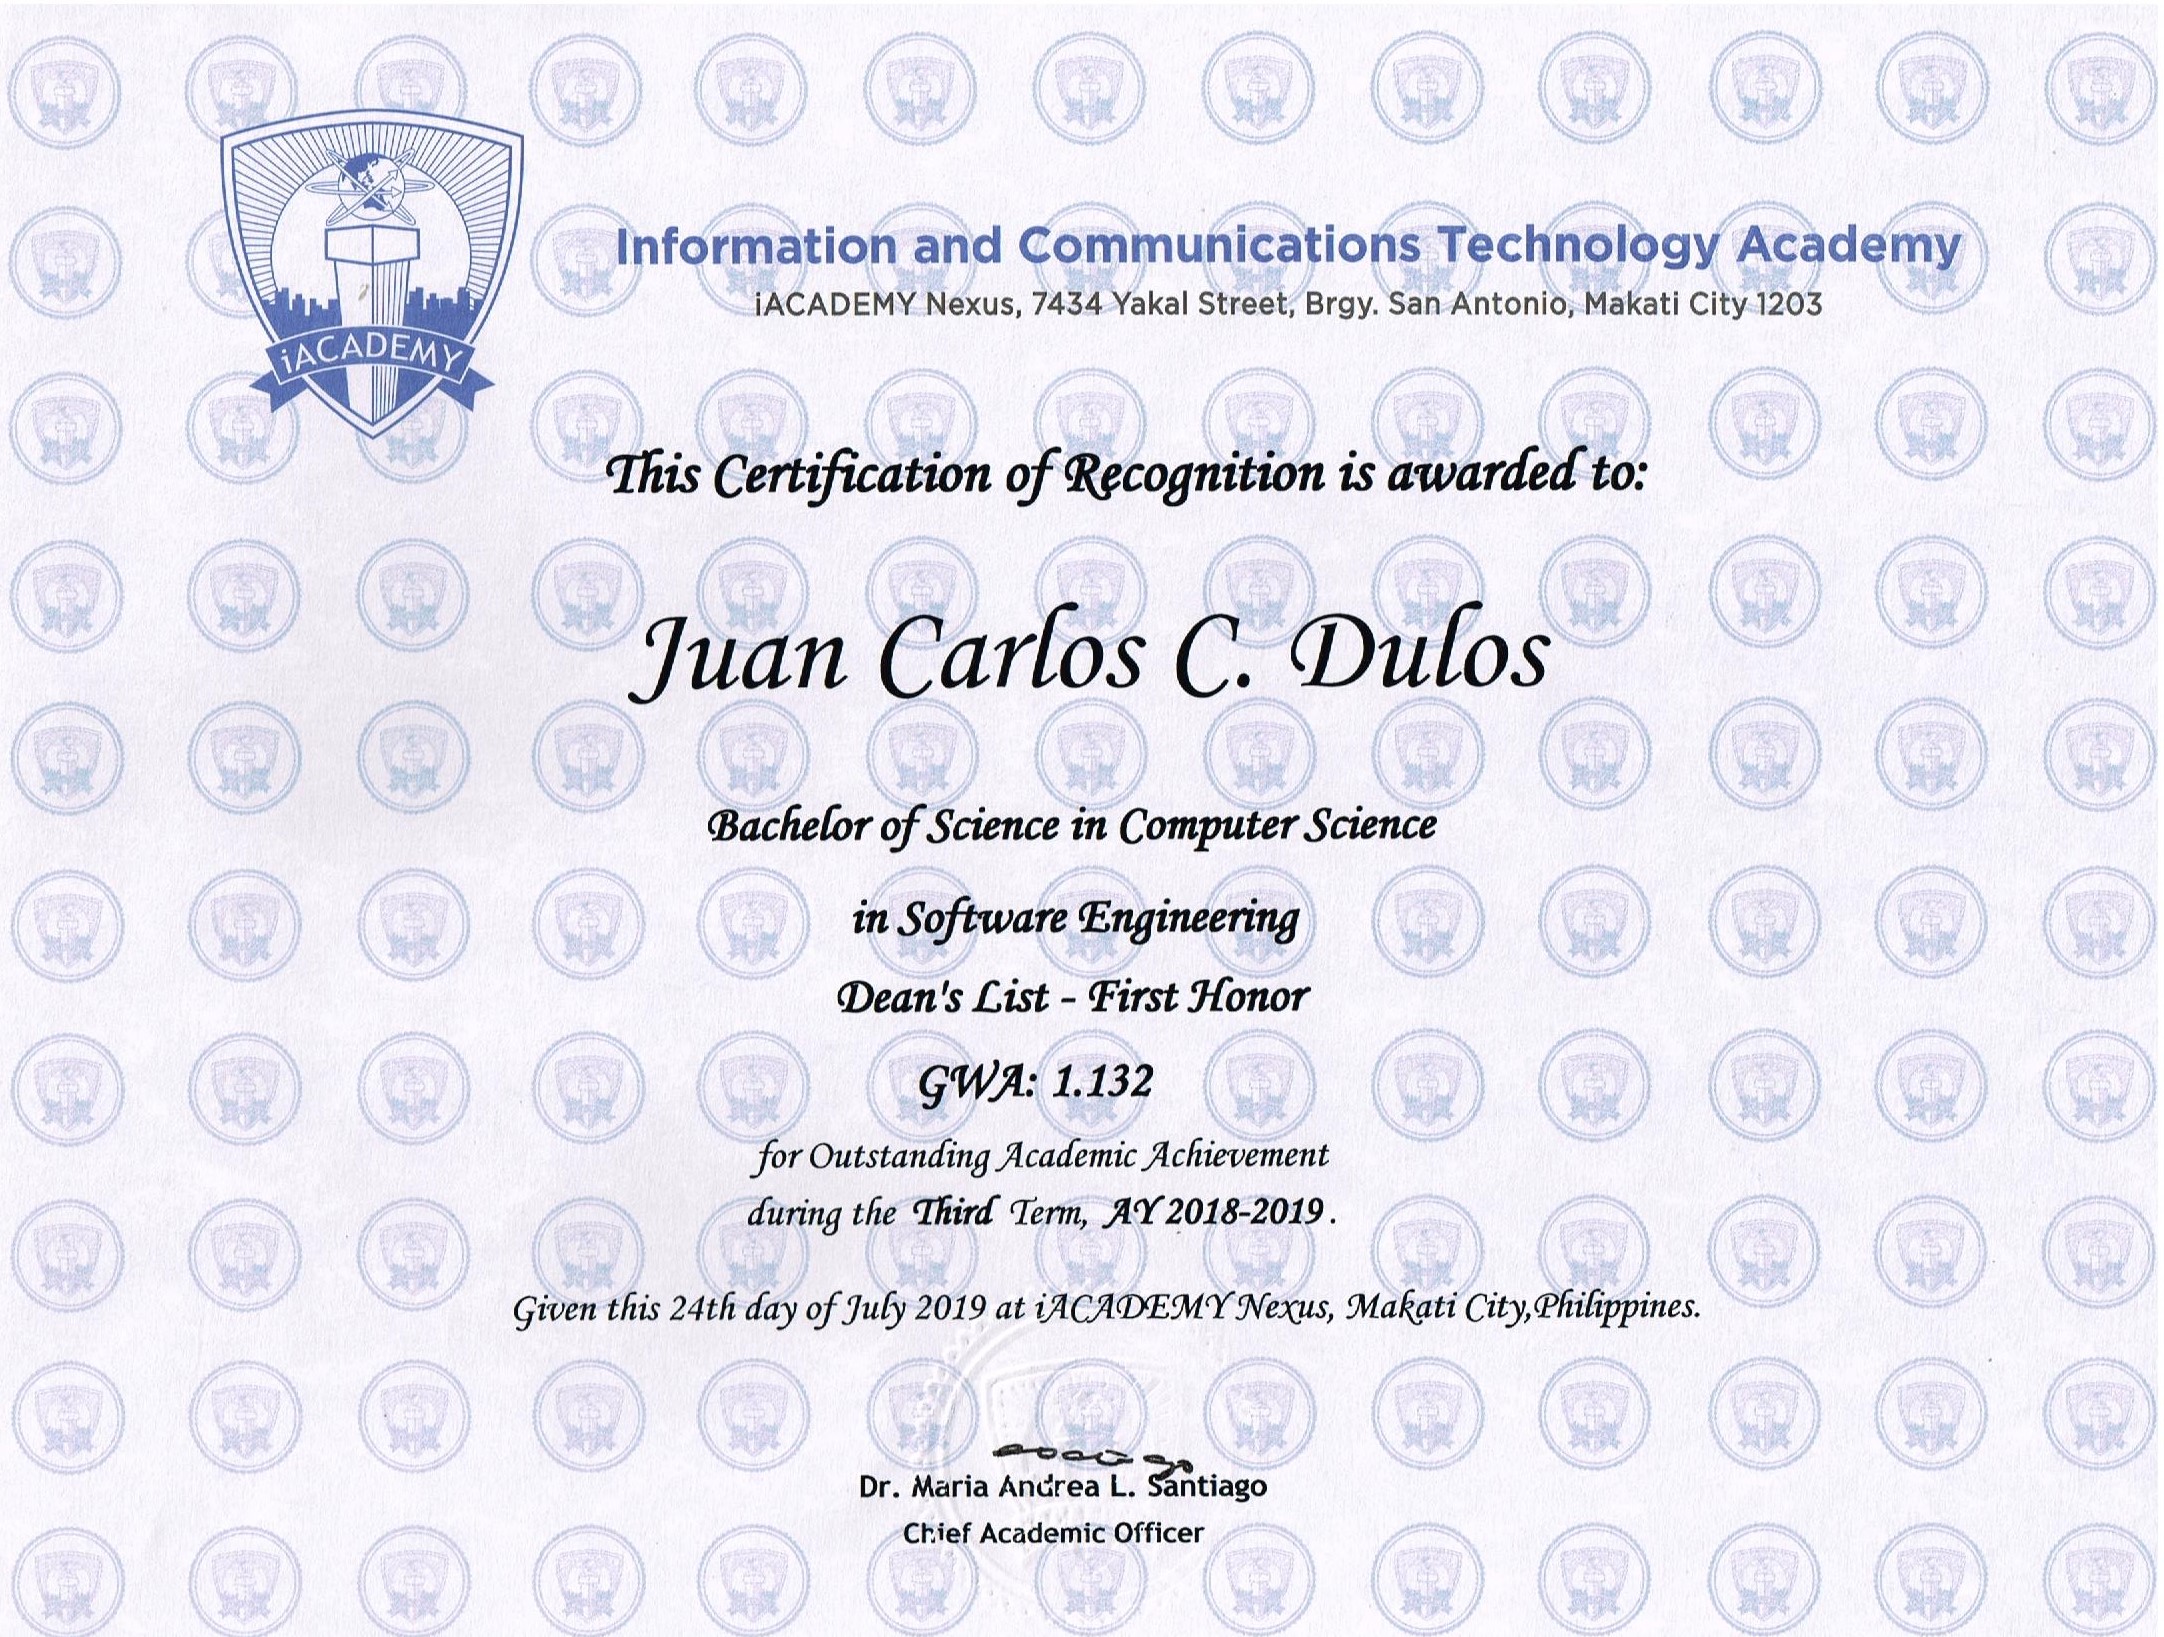 Information and Communications Technology Academy
iACADEMY Nexus, 7434 Yakal Street, Brgy. San Antonio, Makati City 1203
iACADEMY
This Certification of Recognition is awarded to:
Juan Carlos C. Dulos
Bachelor of Science in Computer Science
in Software Engineering
Dean's List - First Honor
GWA: 1.132
for Outstanding Academic Achievement
during the Third Term, AY 2018-2019.
Given this 24th day of July 2019 at iACADEMY Nexus, Makati City,Philippines.
Dr. Maria Andrea L. Santiago
Chief Academic Officer